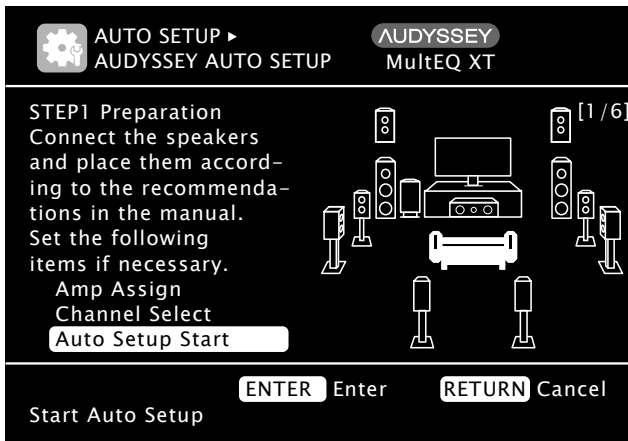 AUTO SETUP ▸
AUDYSSEY AUTO SETUP
AUDYSSEY
MultEQ XT
[1/6]
STEP1 Preparation
Connect the speakers
and place them accord-
ing to the recommenda-
tions in the manual.
Set the following
items if necessary.
Amp Assign
Channel Select
Auto Setup Start
ENTER Enter RETURN Cancel
Start Auto Setup